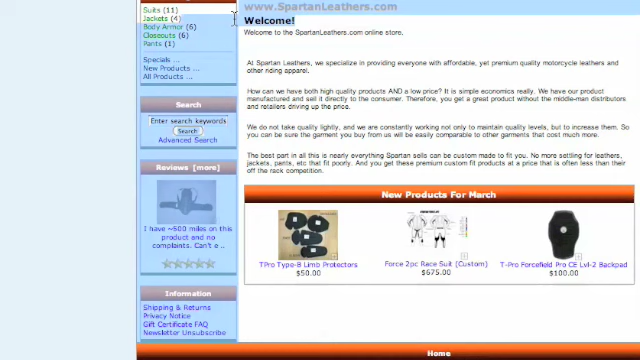 www.SpartanLeathers.com
Suits (11)
Jackets (4)
Body Armor (6)
Closeouts (6)
Pants (1)
Specials ...
New Products ...
All Products ...
Search
Enter search keywords
Search
Advanced Search
Reviews [more]
I have ~500 miles on this
product and no
complaints. Can't e ..
Information
Shipping & Returns
Privacy Notice
Gift Certificate FAQ
Newsletter Unsubscribe
Welcome!
Welcome to the SpartanLeathers.com online store.
At Spartan Leathers, we specialize in providing everyone with affordable, yet premium quality motorcycle leathers and
other riding apparel.
How can we have both high quality products AND a low price? It is simple economics really. We have our product
manufactured and sell it directly to the consumer. Therefore, you get a great product without the middle-man distributors
and retailers driving up the price.
We do not take quality lightly, and we are constantly working not only to maintain quality levels, but to increase them. So
you can be sure the garment you buy from us will be easily comparable to other garments that cost much more.
The best part in all this is nearly everything Spartan sells can be custom made to fit you. No more settling for leathers,
jackets, pants, etc that fit poorly. And you get these premium custom fit products at a price that is often less than their
off the rack competition.
New Products For March
TPro Type-B Limb Protectors
$50.00
Force 2pc Race Suit (Custom)
$675.00
T-Pro Forcefield Pro CE Lvl-2 Backpad
$100.00
Home